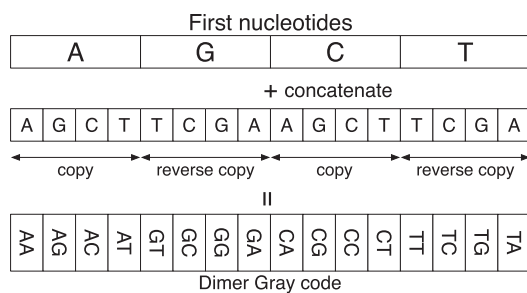 First nucleotides
A G C T
+ concatenate
A G C T T C G A A G C T T C G A
copy reverse copy copy reverse copy
=
AA AG AC AT GT GC GG GA CA CG CC CT TT TC TG TA
Dimer Gray code